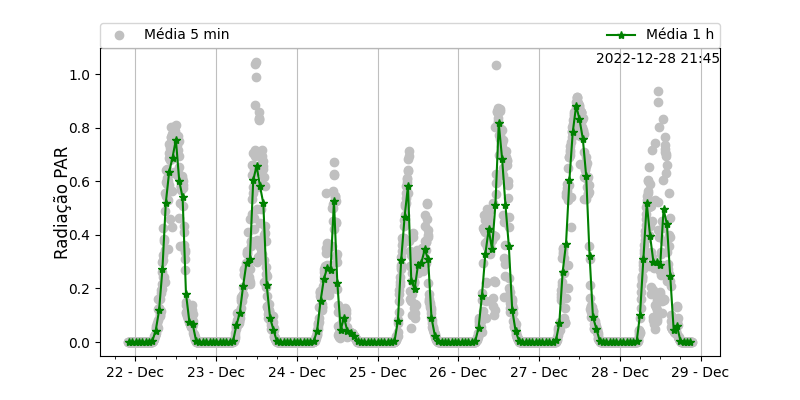 Média 5 min
Média 1 h
2022-12-28 21:45
Radiação PAR
1.0
0.8
0.6
0.4
0.2
0.0
22 - Dec
23 - Dec
24 - Dec
25 - Dec
26 - Dec
27 - Dec
28 - Dec
29 - Dec